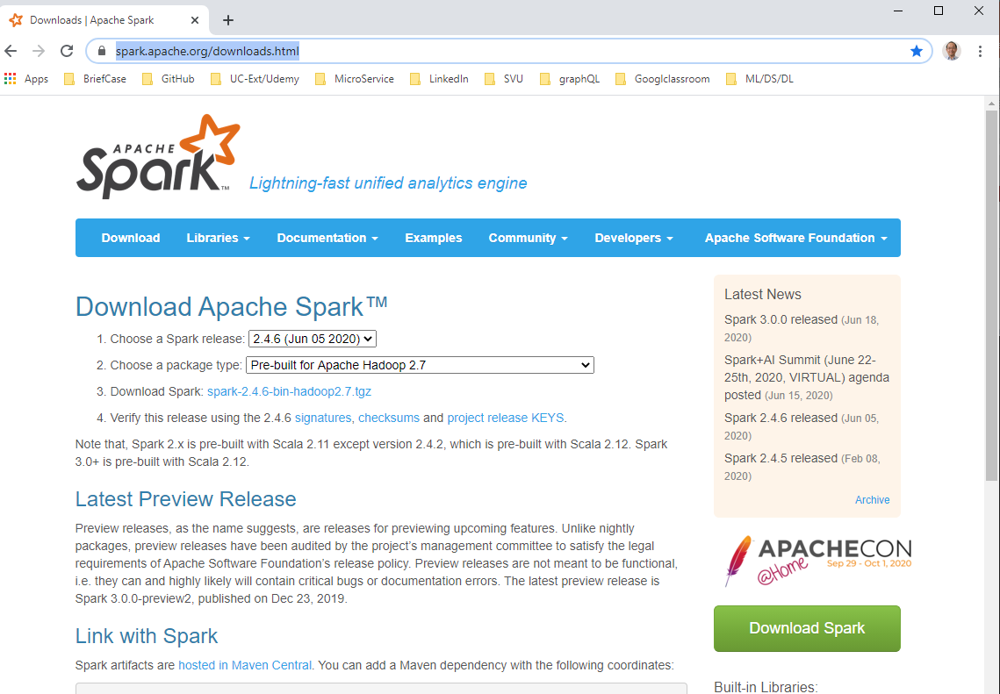 Downloads | Apache Spark
spark.apache.org/downloads.html
Apps BriefCase GitHub UC-Ext/Udemy MicroService LinkedIn SVU graphQL Googlclassroom ML/DS/DL
APACHE
Spark™
Lightning-fast unified analytics engine
Download Libraries Documentation Examples Community Developers Apache Software Foundation
Download Apache Spark™
1. Choose a Spark release: 2.4.6 (Jun 05 2020)
2. Choose a package type: Pre-built for Apache Hadoop 2.7
3. Download Spark: spark-2.4.6-bin-hadoop2.7.tgz
4. Verify this release using the 2.4.6 signatures, checksums and project release KEYS.
Note that, Spark 2.x is pre-built with Scala 2.11 except version 2.4.2, which is pre-built with Scala 2.12. Spark
3.0+ is pre-built with Scala 2.12.
Latest Preview Release
Preview releases, as the name suggests, are releases for previewing upcoming features. Unlike nightly
packages, preview releases have been audited by the project's management committee to satisfy the legal
requirements of Apache Software Foundation's release policy. Preview releases are not meant to be functional,
i.e. they can and highly likely will contain critical bugs or documentation errors. The latest preview release is
Spark 3.0.0-preview2, published on Dec 23, 2019.
Link with Spark
Spark artifacts are hosted in Maven Central. You can add a Maven dependency with the following coordinates:
Latest News
Spark 3.0.0 released (Jun 18,
2020)
Spark+AI Summit (June 22-
25th, 2020, VIRTUAL) agenda
posted (Jun 15, 2020)
Spark 2.4.6 released (Jun 05,
2020)
Spark 2.4.5 released (Feb 08,
2020)
Archive
APACHECON
@Home Sep 29 - Oct 1, 2020
Download Spark
Built-in Libraries: